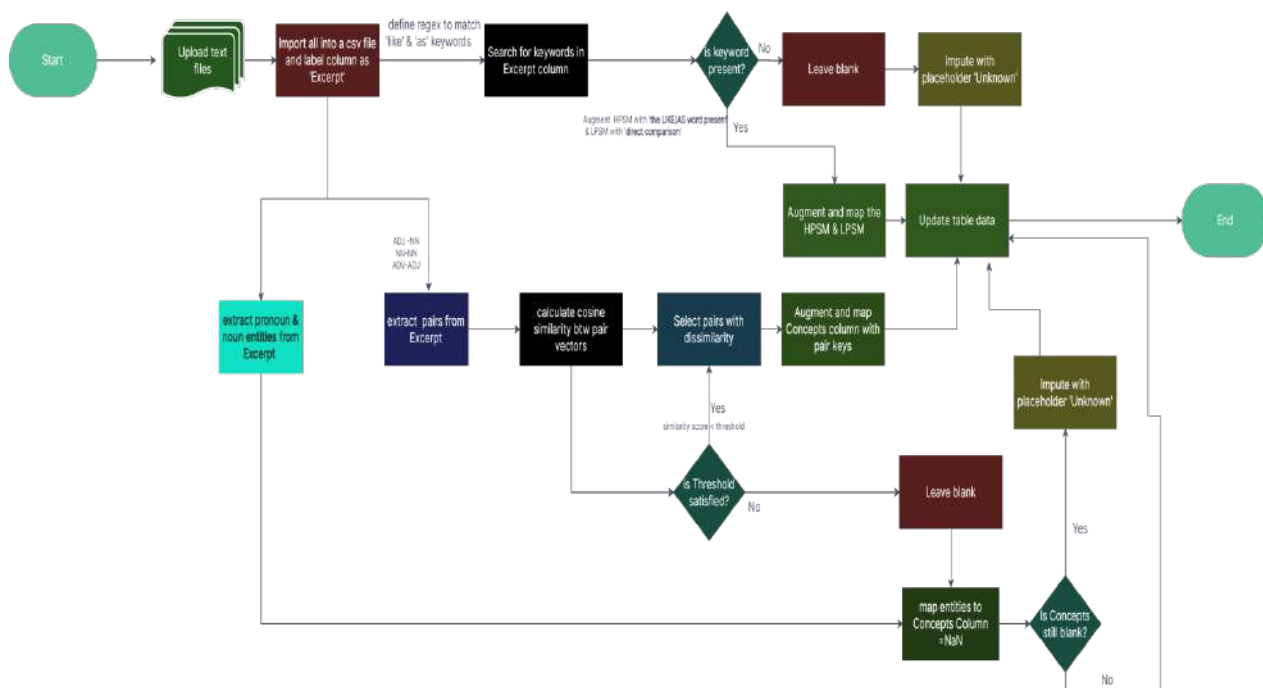 Start
Upload text
files
Import all into a csv file
and label column as
'Excerpt'
define regex to match
'like' & 'as' keywords
Search for keywords in
Excerpt column
is keyword
present?
No
Leave blank
Impute with
placeholder 'Unknown'
Augment HPSM with 'the LIKE/AS word present'
& LPSM with 'direct comparison'
Yes
Augment and map the
HPSM & LPSM
Update table data
End
ADJ -NN
NN-NN
ADV-ADJ
extract pronoun &
noun entities from
Excerpt
extract pairs from
Excerpt
calculate cosine
similarity btw pair
vectors
Select pairs with
dissimilarity
Augment and map
Concepts column with
pair keys
Impute with
placeholder 'Unknown'
Yes
similarity score < threshold
is Threshold
satisfied?
No
Leave blank
Yes
map entities to
Concepts Column
=NaN
Is Concepts
still blank?
No